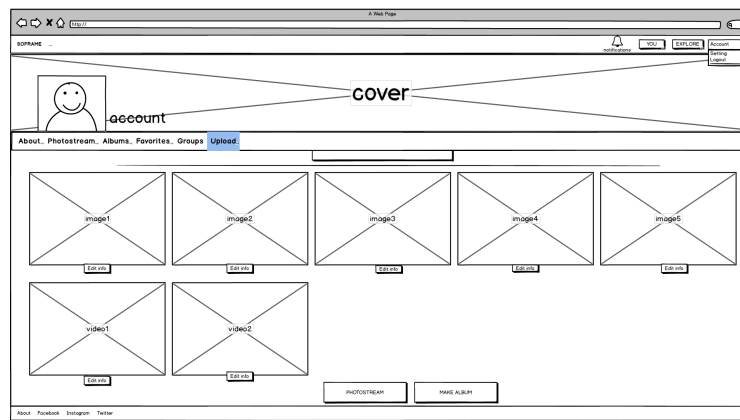 A Web Page
http://
SOFRAME
notifications
YOU
EXPLORE
Account
Setting
Logout
cover
account
About
Photostream
Albums
Favorites
Groups
Upload
image1
image2
image3
image4
image5
Edit info
Edit info
Edit info
Edit info
Edit info
video1
video2
Edit info
Edit info
PHOTOSTREAM
MAKE ALBUM
About
Facebook
Instagram
Twitter